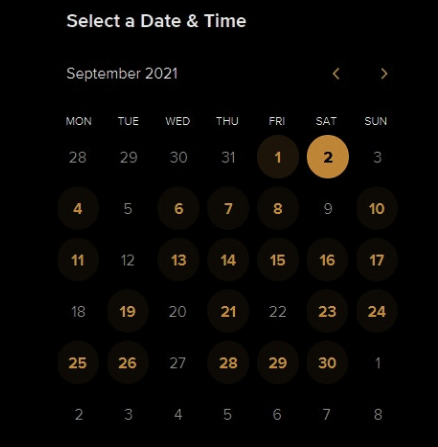 Select a Date & Time
September 2021
MON TUE WED THU FRI SAT SUN
28 29 30 31 1 2 3
4 5 6 7 8 9 10
11 12 13 14 15 16 17
18 19 20 21 22 23 24
25 26 27 28 29 30 1
2 3 4 5 6 7 8